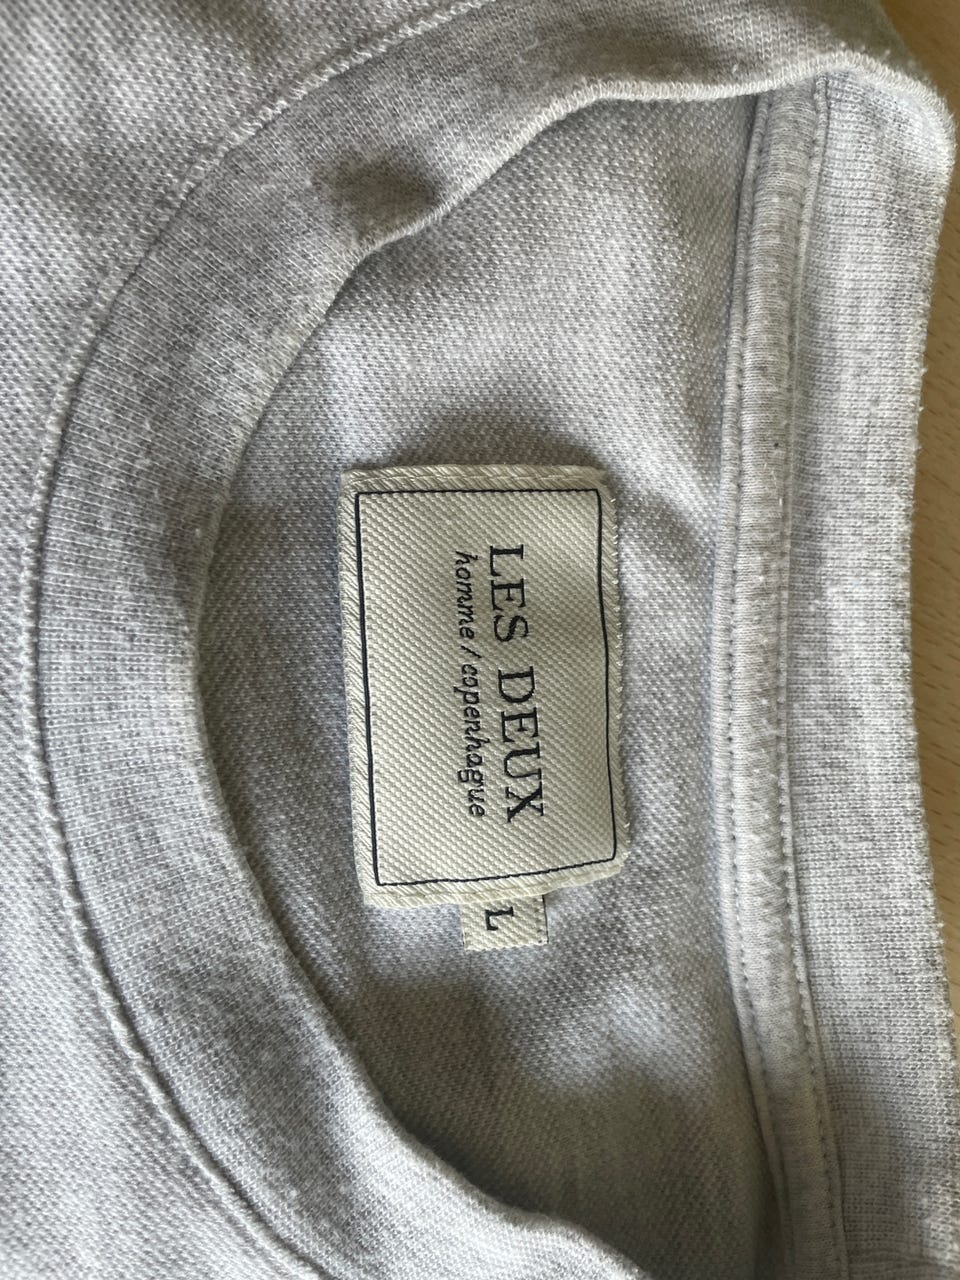 LES DEUX
homme / copenhague
L